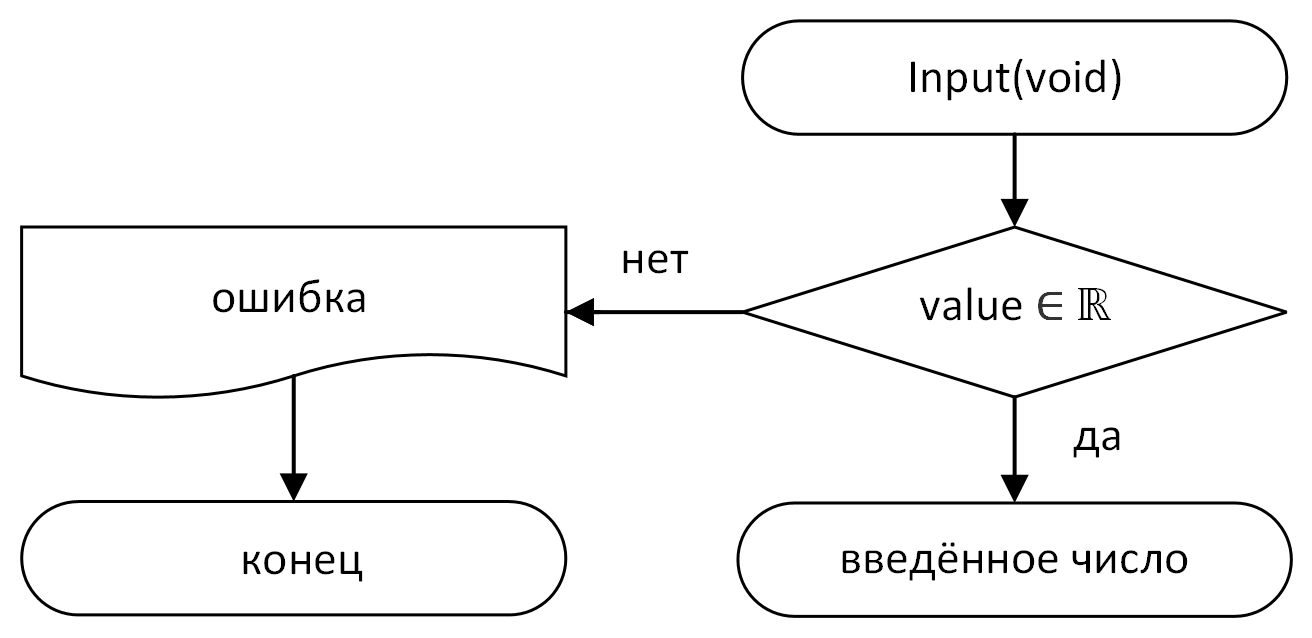 Input(void)
нет
ошибка
value ∈ ℝ
да
конец
введённое число